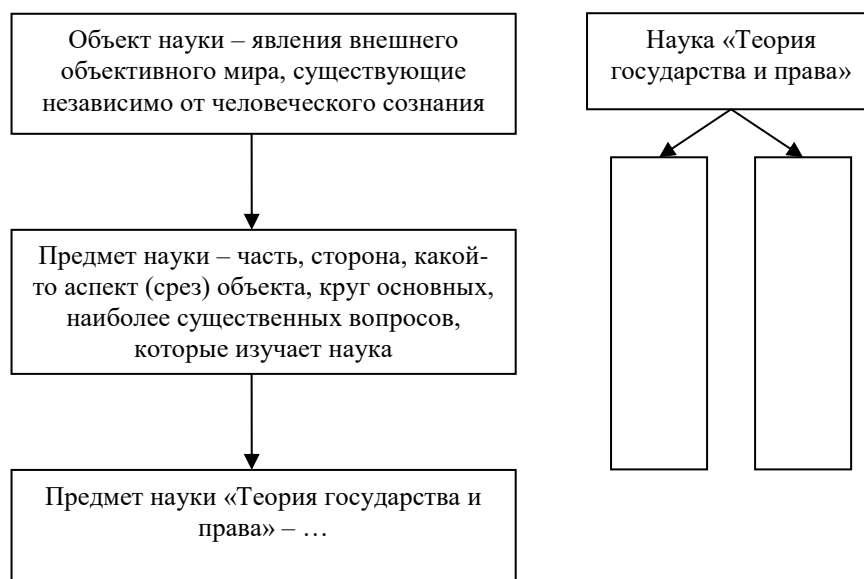 Объект науки – явления внешнего
объективного мира, существующие
независимо от человеческого сознания
Наука «Теория
государства и права»
Предмет науки – часть, сторона, какой-
то аспект (срез) объекта, круг основных,
наиболее существенных вопросов,
которые изучает наука
Предмет науки «Теория государства и
права» – …